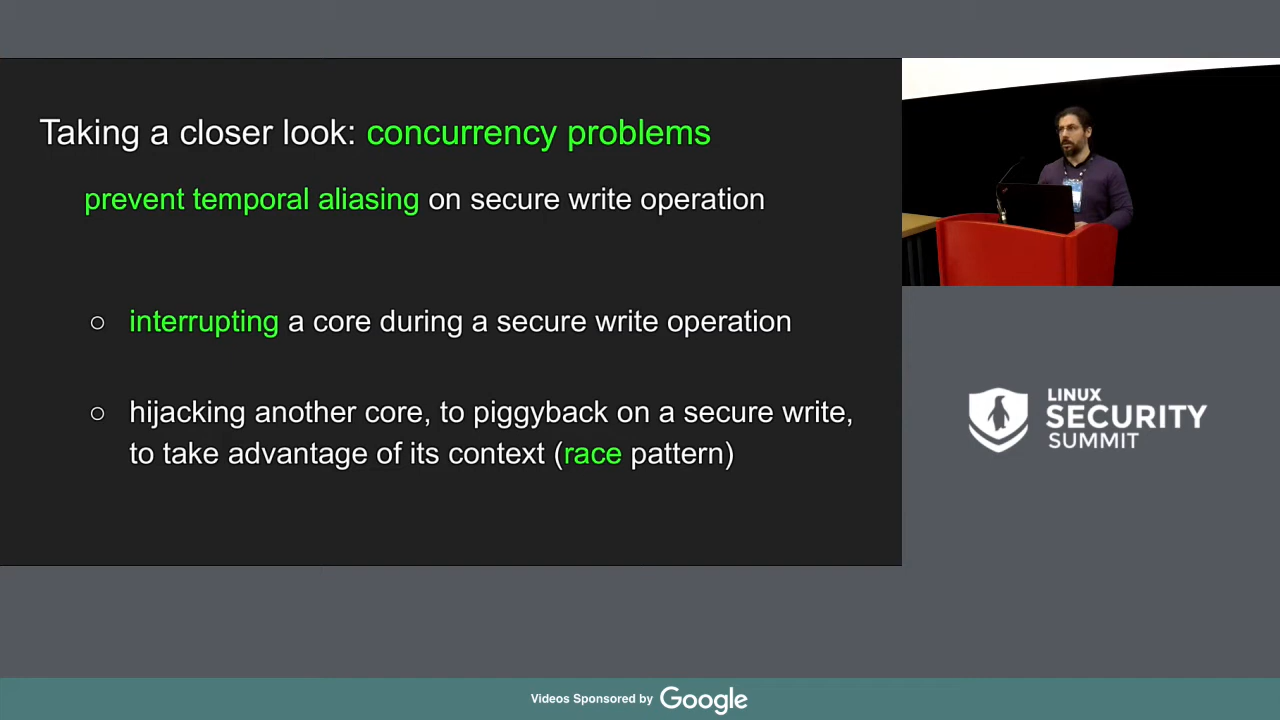 Taking a closer look: concurrency problems
prevent temporal aliasing on secure write operation
○ interrupting a core during a secure write operation
○ hijacking another core, to piggyback on a secure write,
to take advantage of its context (race pattern)
LINUX
SECURITY
SUMMIT
Videos Sponsored by Google